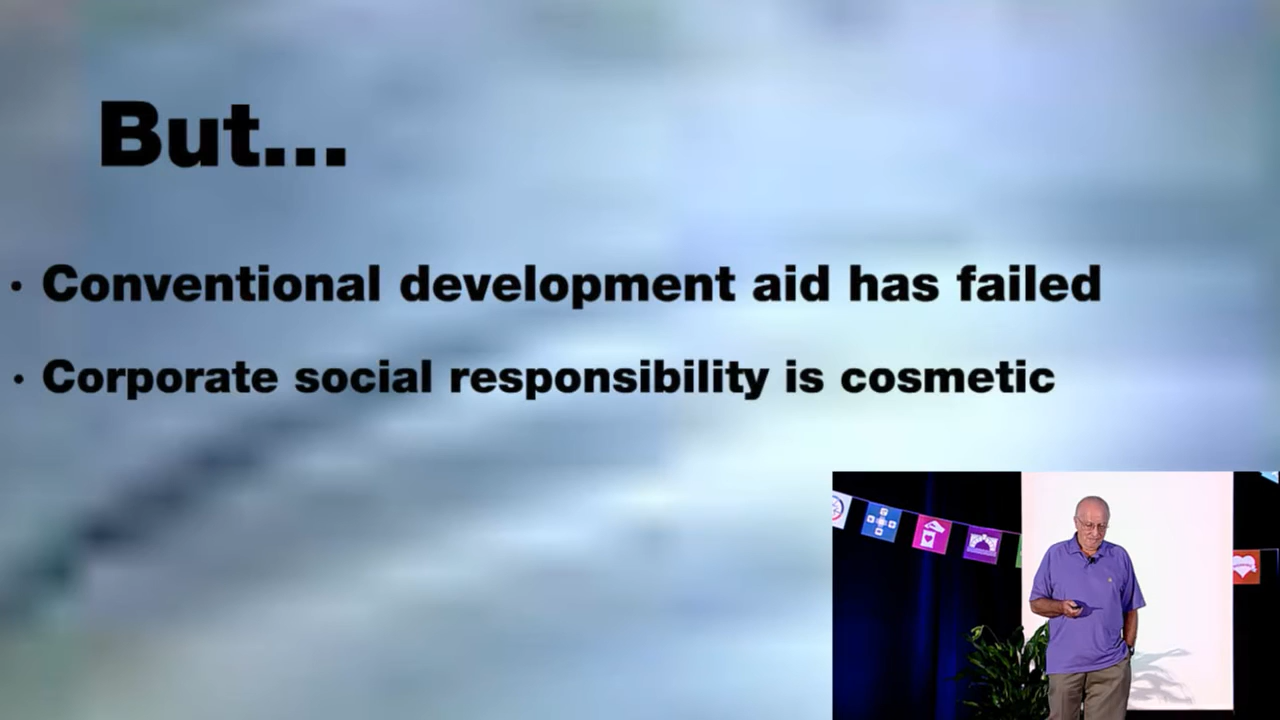 But...
· Conventional development aid has failed
· Corporate social responsibility is cosmetic